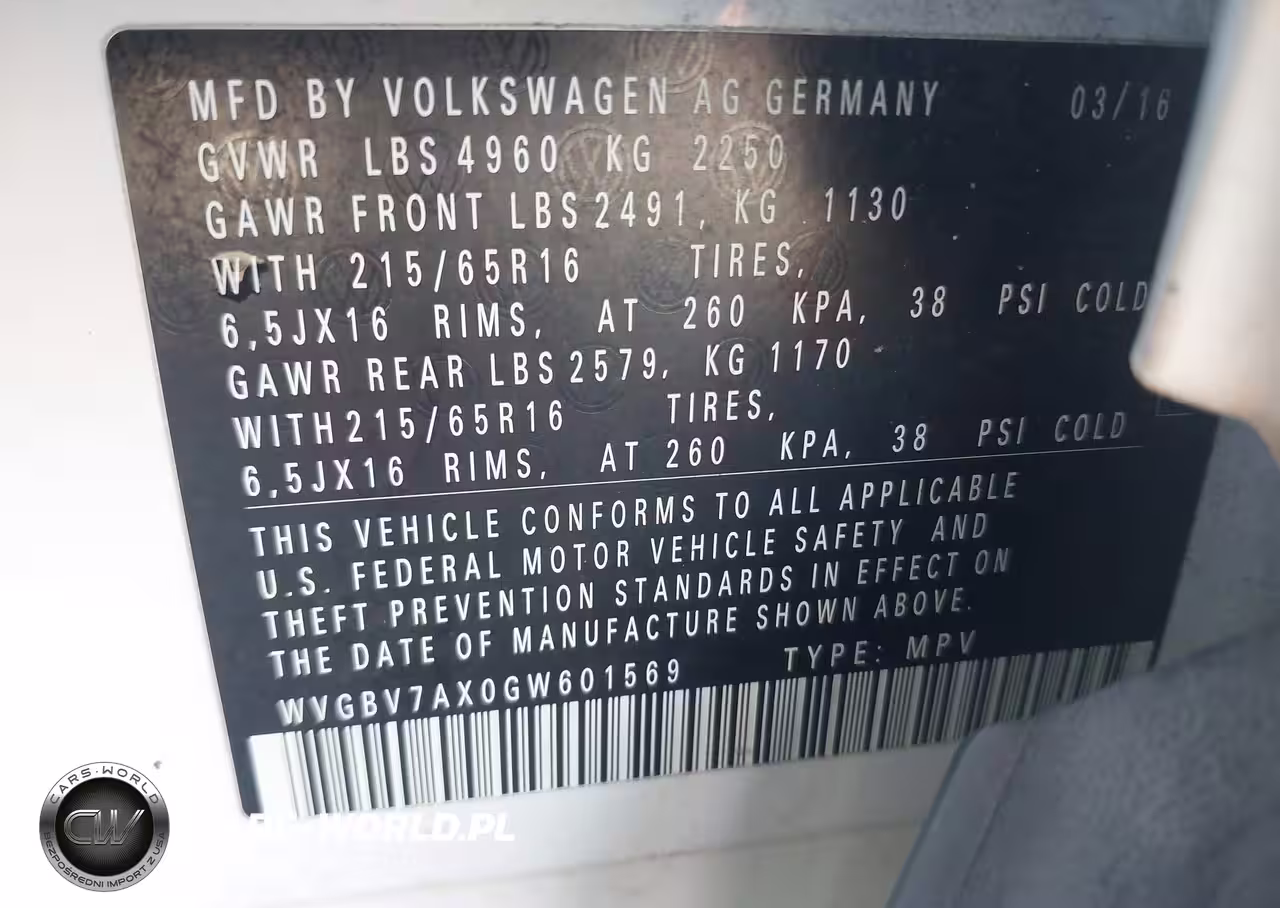 MFD BY VOLKSWAGEN AG GERMANY 03/16
GVWR LBS 4960 KG 2250
GAWR FRONT LBS 2491, KG 1130
WITH 215/65R16 TIRES,
6,5JX16 RIMS, AT 260 KPA, 38 PSI COLD
GAWR REAR LBS 2579, KG 1170
WITH 215/65R16 TIRES,
6,5JX16 RIMS, AT 260 KPA, 38 PSI COLD
THIS VEHICLE CONFORMS TO ALL APPLICABLE
U.S. FEDERAL MOTOR VEHICLE SAFETY AND
THEFT PREVENTION STANDARDS IN EFFECT ON
THE DATE OF MANUFACTURE SHOWN ABOVE.
WVGBV7AX0GW601569 TYPE: MPV
CARS-WORLD
CW
BEZPOŚREDNI IMPORT Z USA
-WORLD.PL